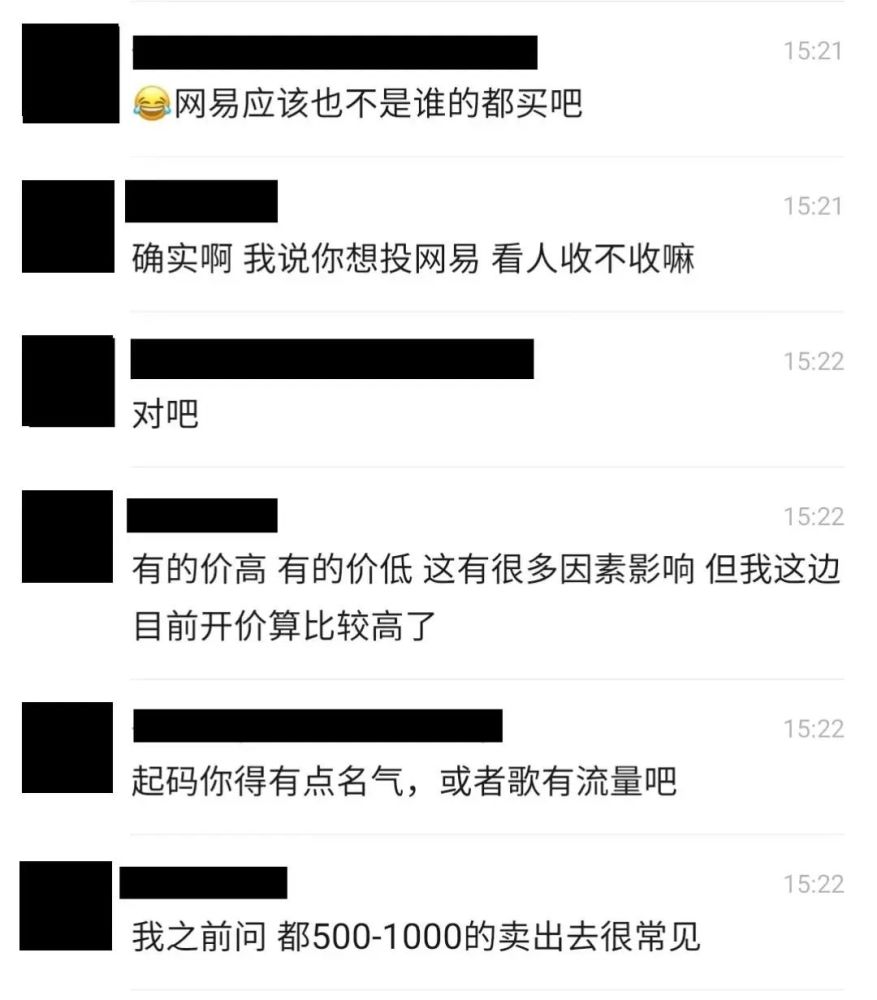 15:21
😂网易应该也不是谁的都买吧
15:21
确实啊 我说你想投网易 看人收不收嘛
15:22
对吧
15:22
有的价高 有的价低 这有很多因素影响 但我这边
目前开价算比较高了
15:22
起码你得有点名气，或者歌有流量吧
15:22
我之前问 都500-1000的卖出去很常见